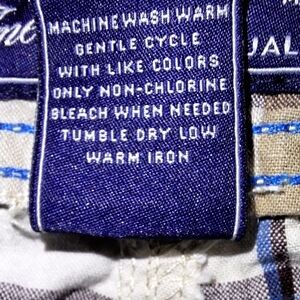 MACHINE WASH WARM
GENTLE CYCLE
WITH LIKE COLORS
ONLY NON-CHLORINE
BLEACH WHEN NEEDED
TUMBLE DRY LOW
WARM IRON